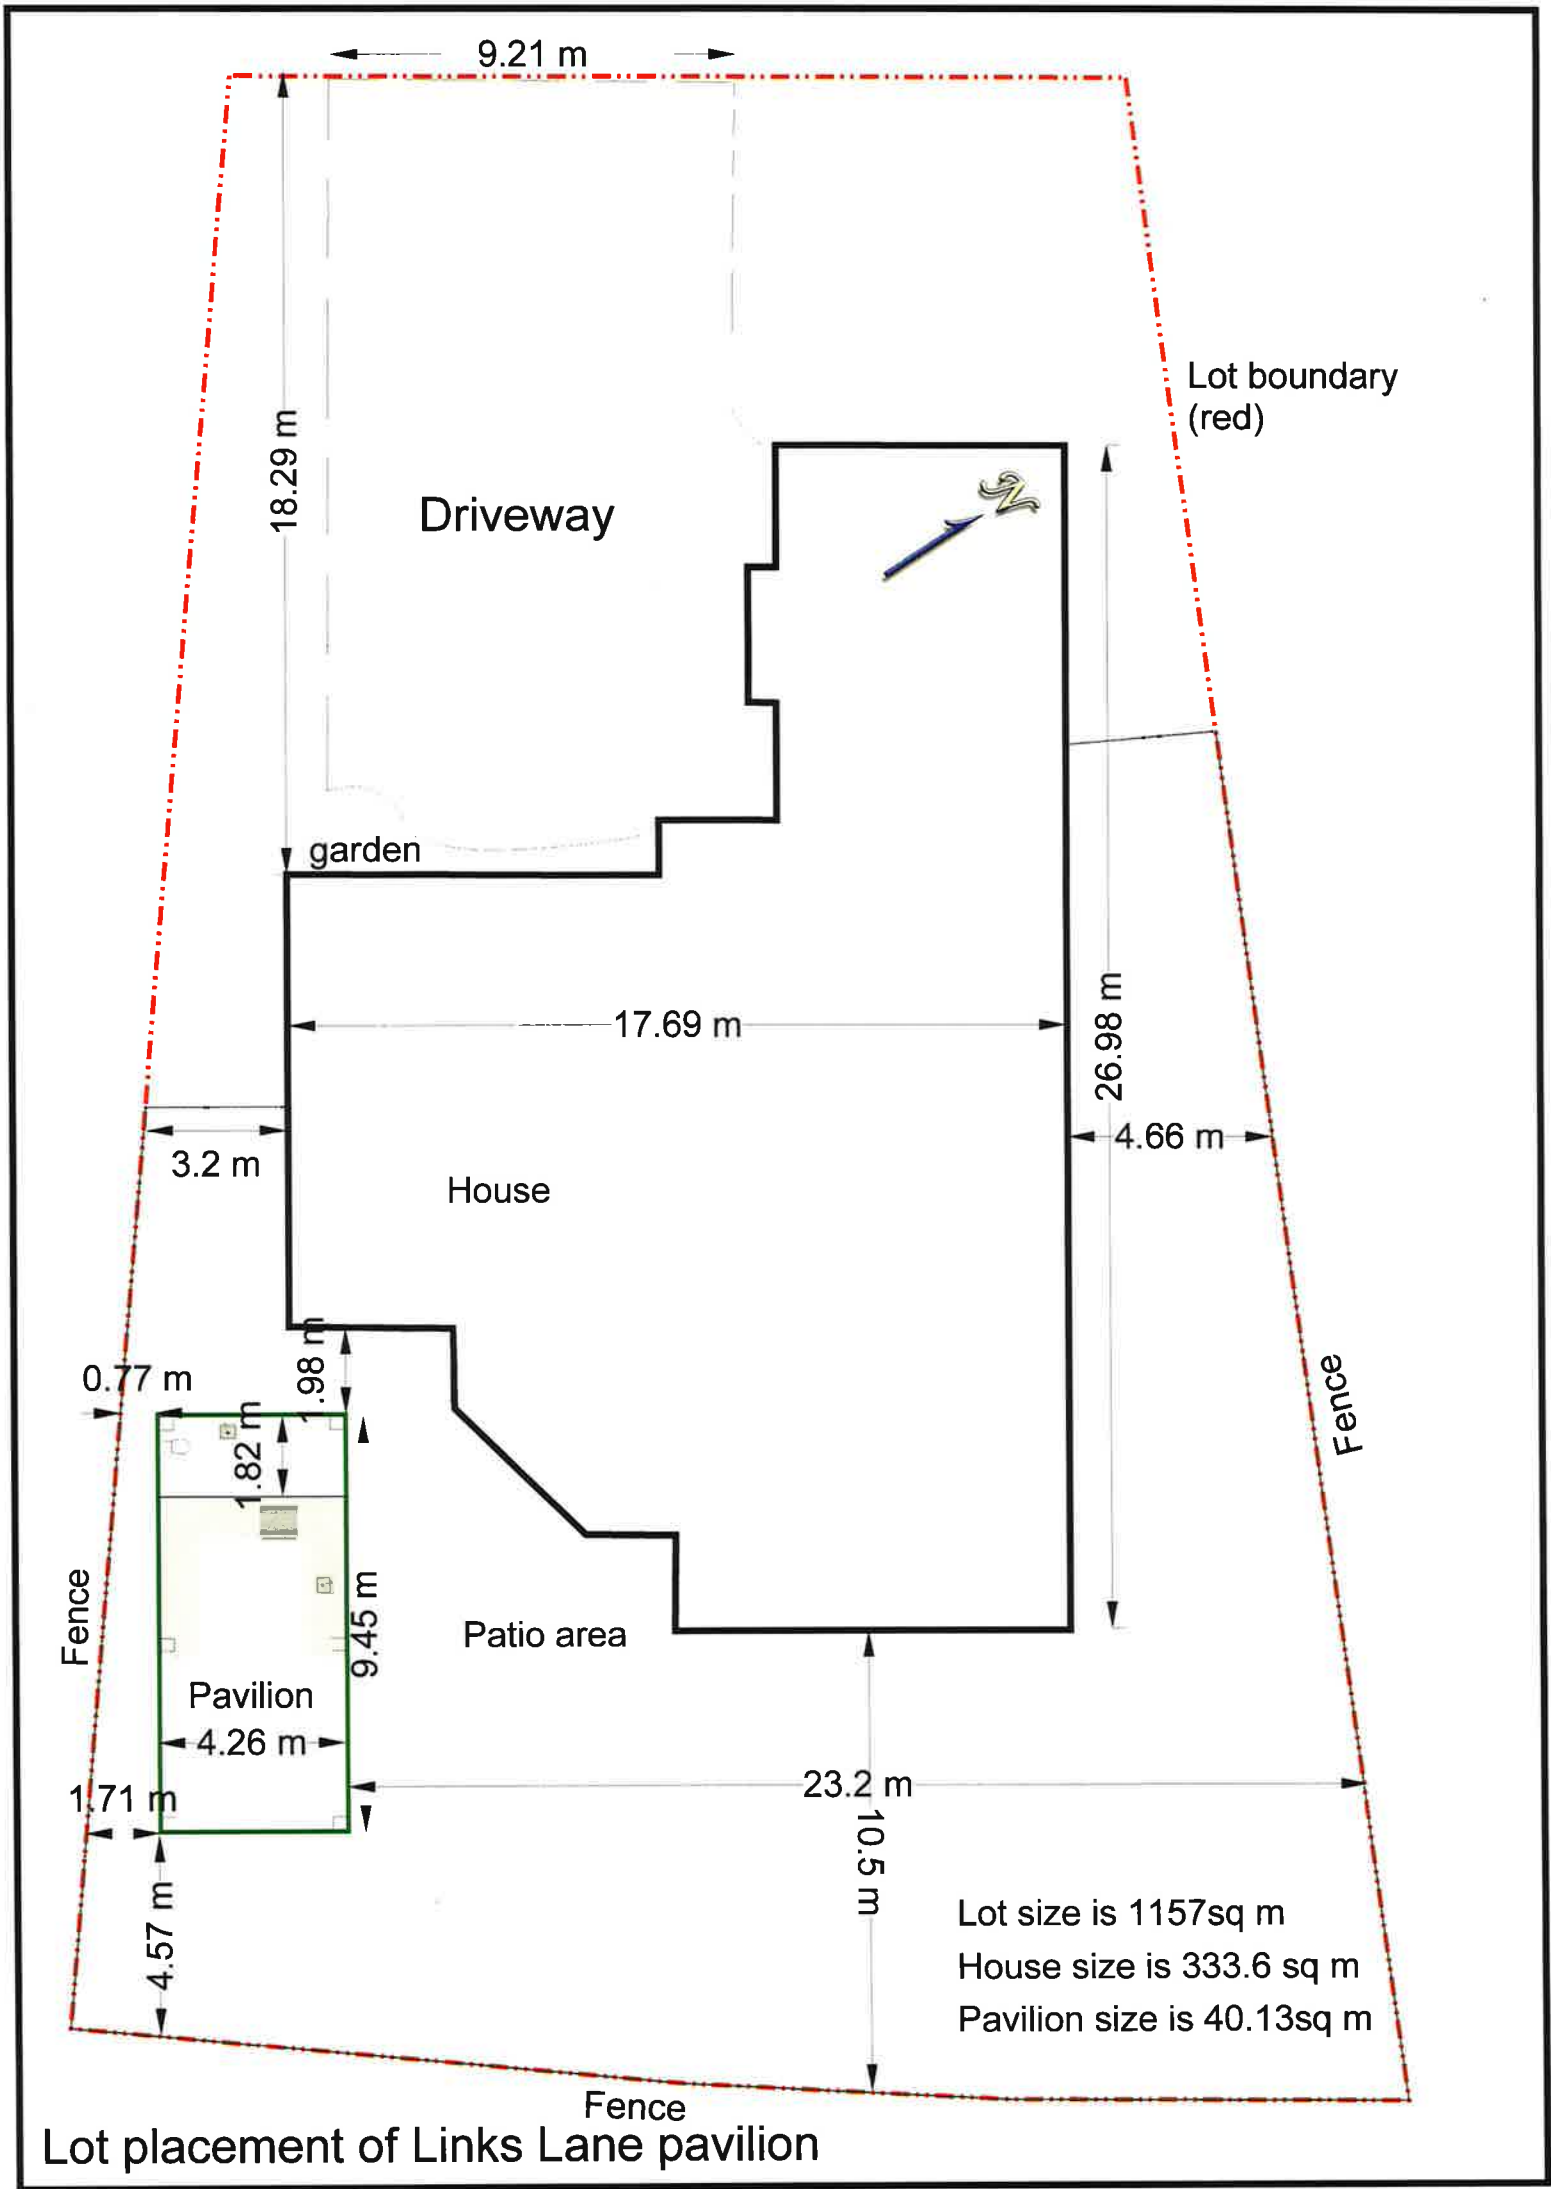 9.21 m
Lot boundary
(red)
18.29 m
Driveway
N
garden
17.69 m
26.98 m
4.66 m
3.2 m
House
1.98 m
0.77 m
Fence
1.82 m
9.45 m
Fence
Patio area
Pavilion
4.26 m
23.2 m
1.71 m
10.5 m
4.57 m
Lot size is 1157sq m
House size is 333.6 sq m
Pavilion size is 40.13sq m
Fence
Lot placement of Links Lane pavilion